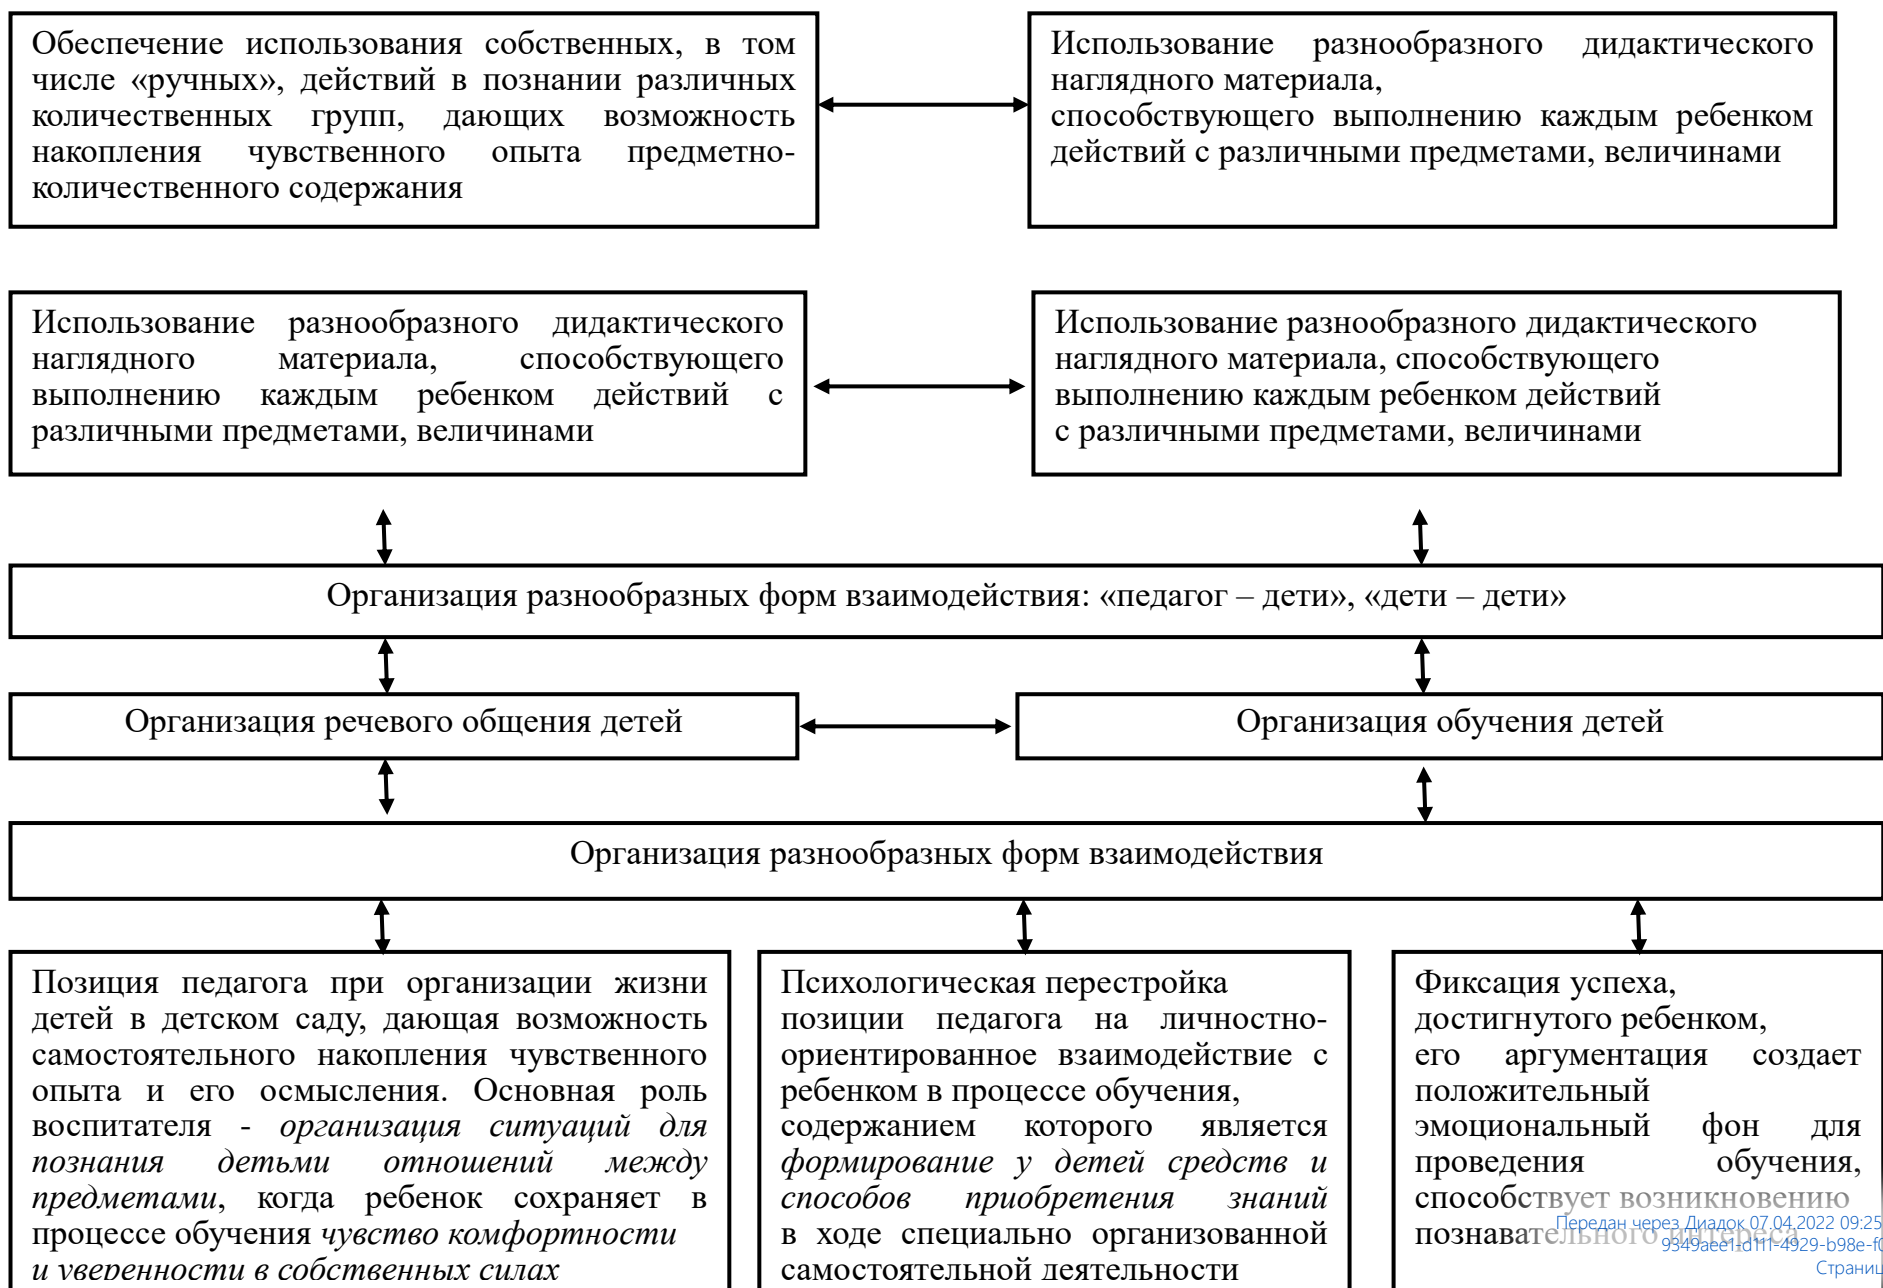 Обеспечение использования собственных, в том
числе «ручных», действий в познании различных
количественных групп, дающих возможность
накопления чувственного опыта предметно-
количественного содержания
Использование разнообразного дидактического
наглядного материала,
способствующего выполнению каждым ребенком
действий с различными предметами, величинами
Использование разнообразного дидактического
наглядного материала, способствующего
выполнению каждым ребенком действий с
различными предметами, величинами
Использование разнообразного дидактического
наглядного материала, способствующего
выполнению каждым ребенком действий
с различными предметами, величинами
Организация разнообразных форм взаимодействия: «педагог – дети», «дети – дети»
Организация речевого общения детей
Организация обучения детей
Организация разнообразных форм взаимодействия
Позиция педагога при организации жизни
детей в детском саду, дающая возможность
самостоятельного накопления чувственного
опыта и его осмысления. Основная роль
воспитателя - организация ситуаций для
познания детьми отношений между
предметами, когда ребенок сохраняет в
процессе обучения чувство комфортности
и уверенности в собственных силах
Психологическая перестройка
позиции педагога на личностно-
ориентированное взаимодействие с
ребенком в процессе обучения,
содержанием которого является
формирование у детей средств и
способов приобретения знаний
в ходе специально организованной
самостоятельной деятельности
Фиксация успеха,
достигнутого ребенком,
его аргументация создает
положительный
эмоциональный фон для
проведения обучения,
способствует возникновению
познавательного интереса
Передан через Диадок 07.04.2022 09:25
9349aee1-d111-4929-b98e-f0
Страниц